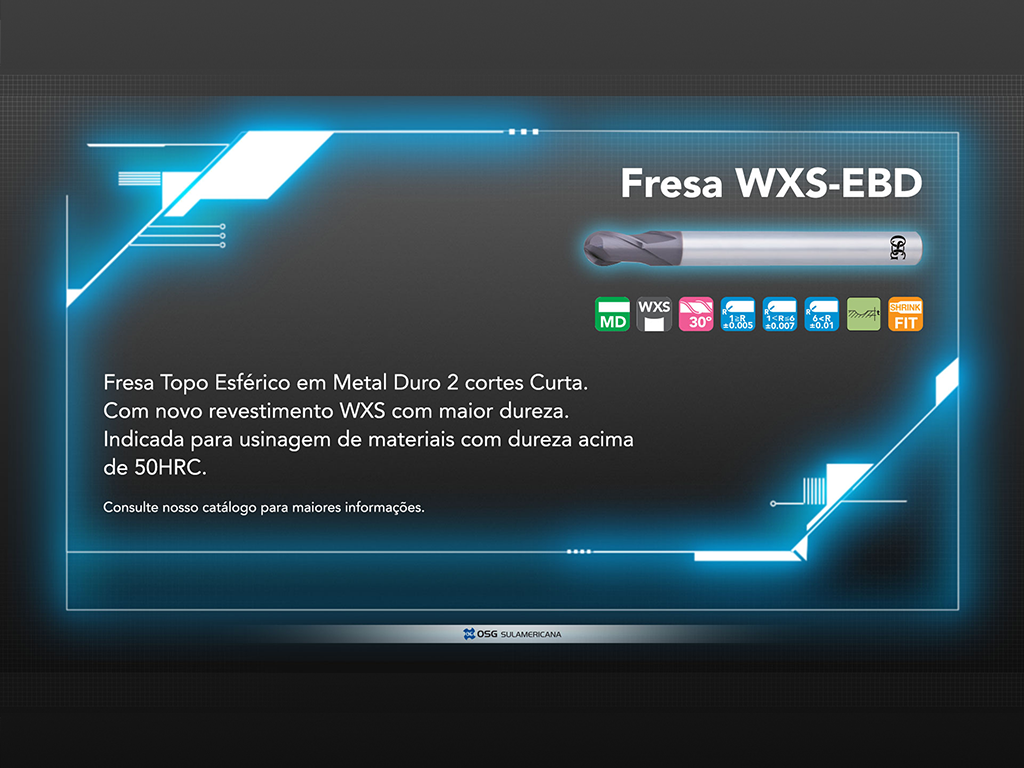 Fresa WXS-EBD
OSG
MD
WXS
30°
R
1≥R
±0.005
R
1<R≤6
±0.007
R
6<R
±0.01
SHRINK
FIT
Fresa Topo Esférico em Metal Duro 2 cortes Curta.
Com novo revestimento WXS com maior dureza.
Indicada para usinagem de materiais com dureza acima
de 50HRC.
Consulte nosso catálogo para maiores informações.
OSG SULAMERICANA